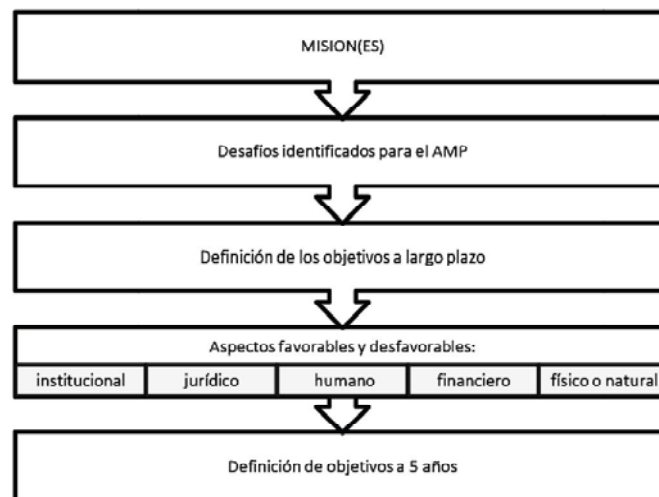 MISION(ES)
Desafíos identificados para el AMP
Definición de los objetivos a largo plazo
Aspectos favorables y desfavorables:
institucional jurídico humano financiero físico o natural
Definición de objetivos a 5 años